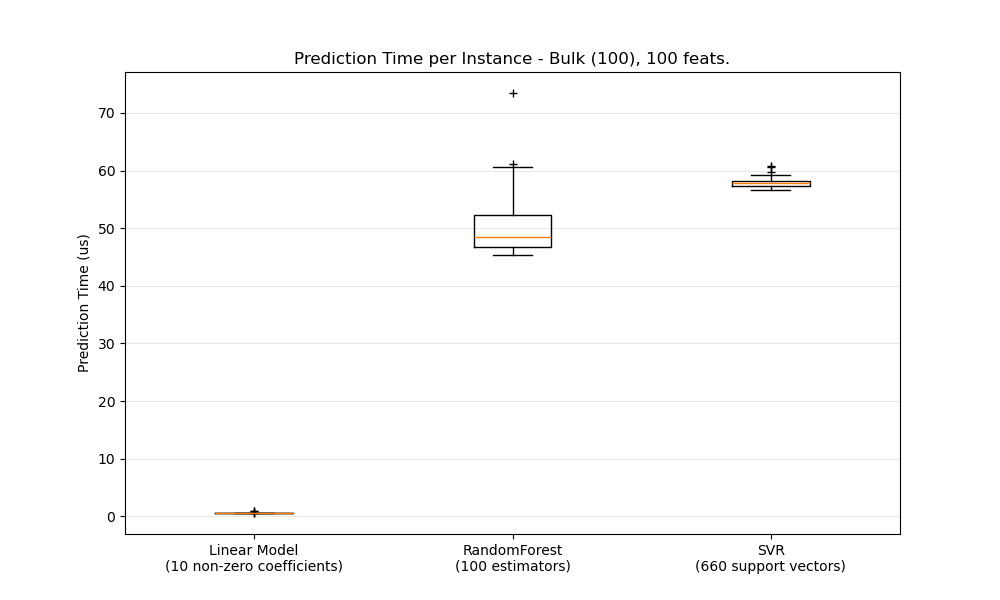 Prediction Time per Instance - Bulk (100), 100 feats.
Prediction Time (us)
70
60
50
40
30
20
10
0
Linear Model
(10 non-zero coefficients)
RandomForest
(100 estimators)
SVR
(660 support vectors)